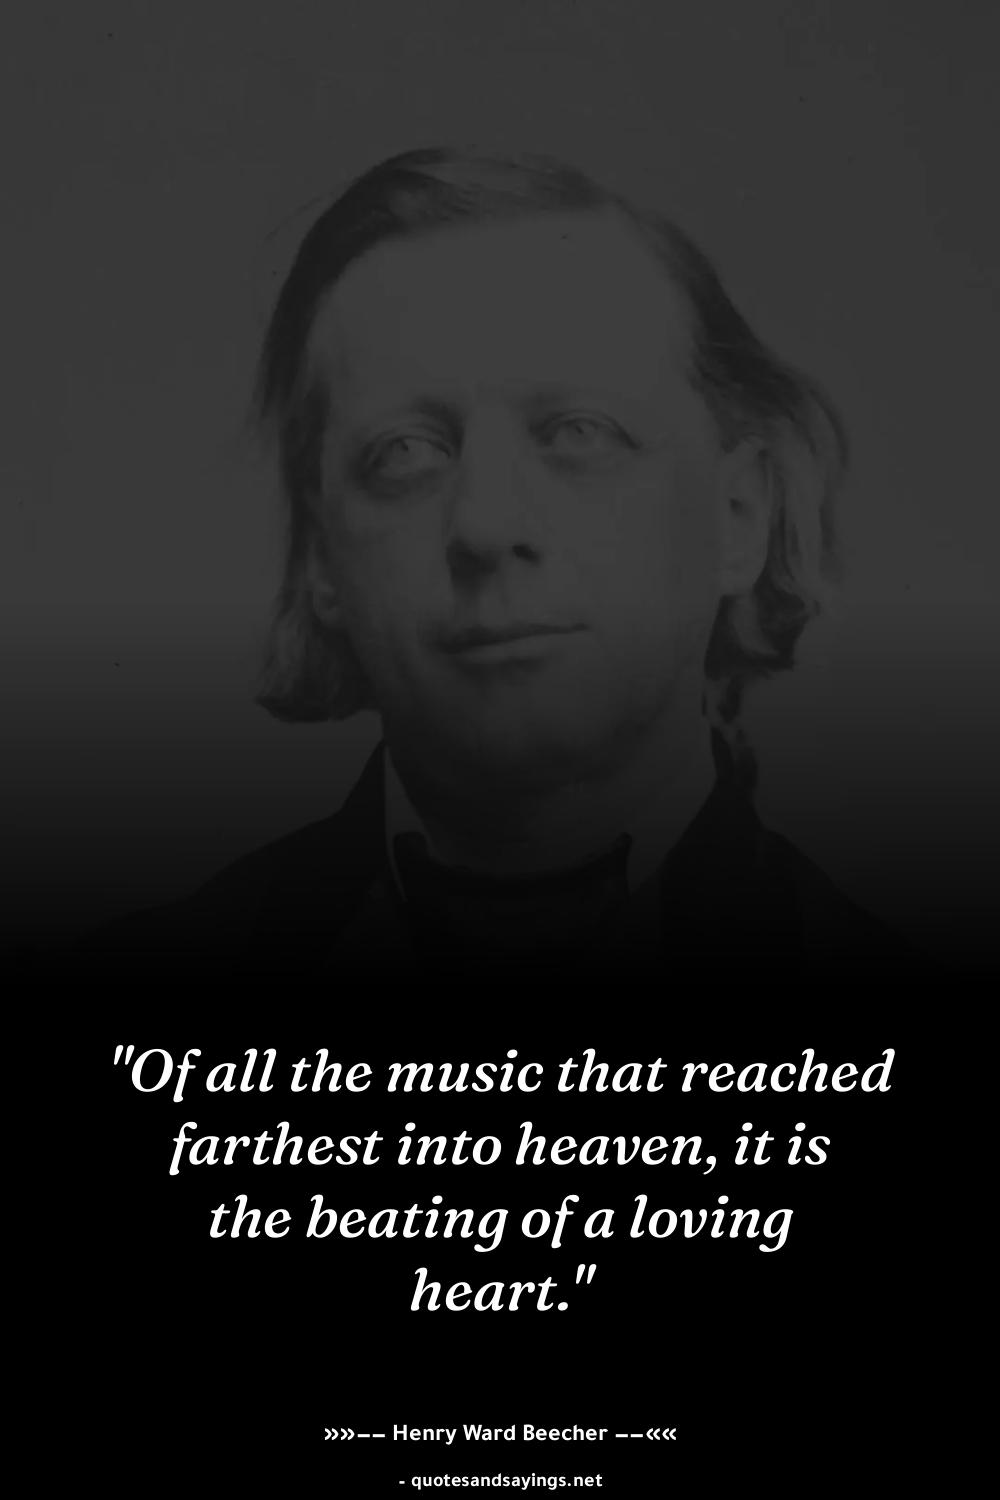 "Of all the music that reached
farthest into heaven, it is
the beating of a loving
heart."
»»—— Henry Ward Beecher ——««
- quotesandsayings.net